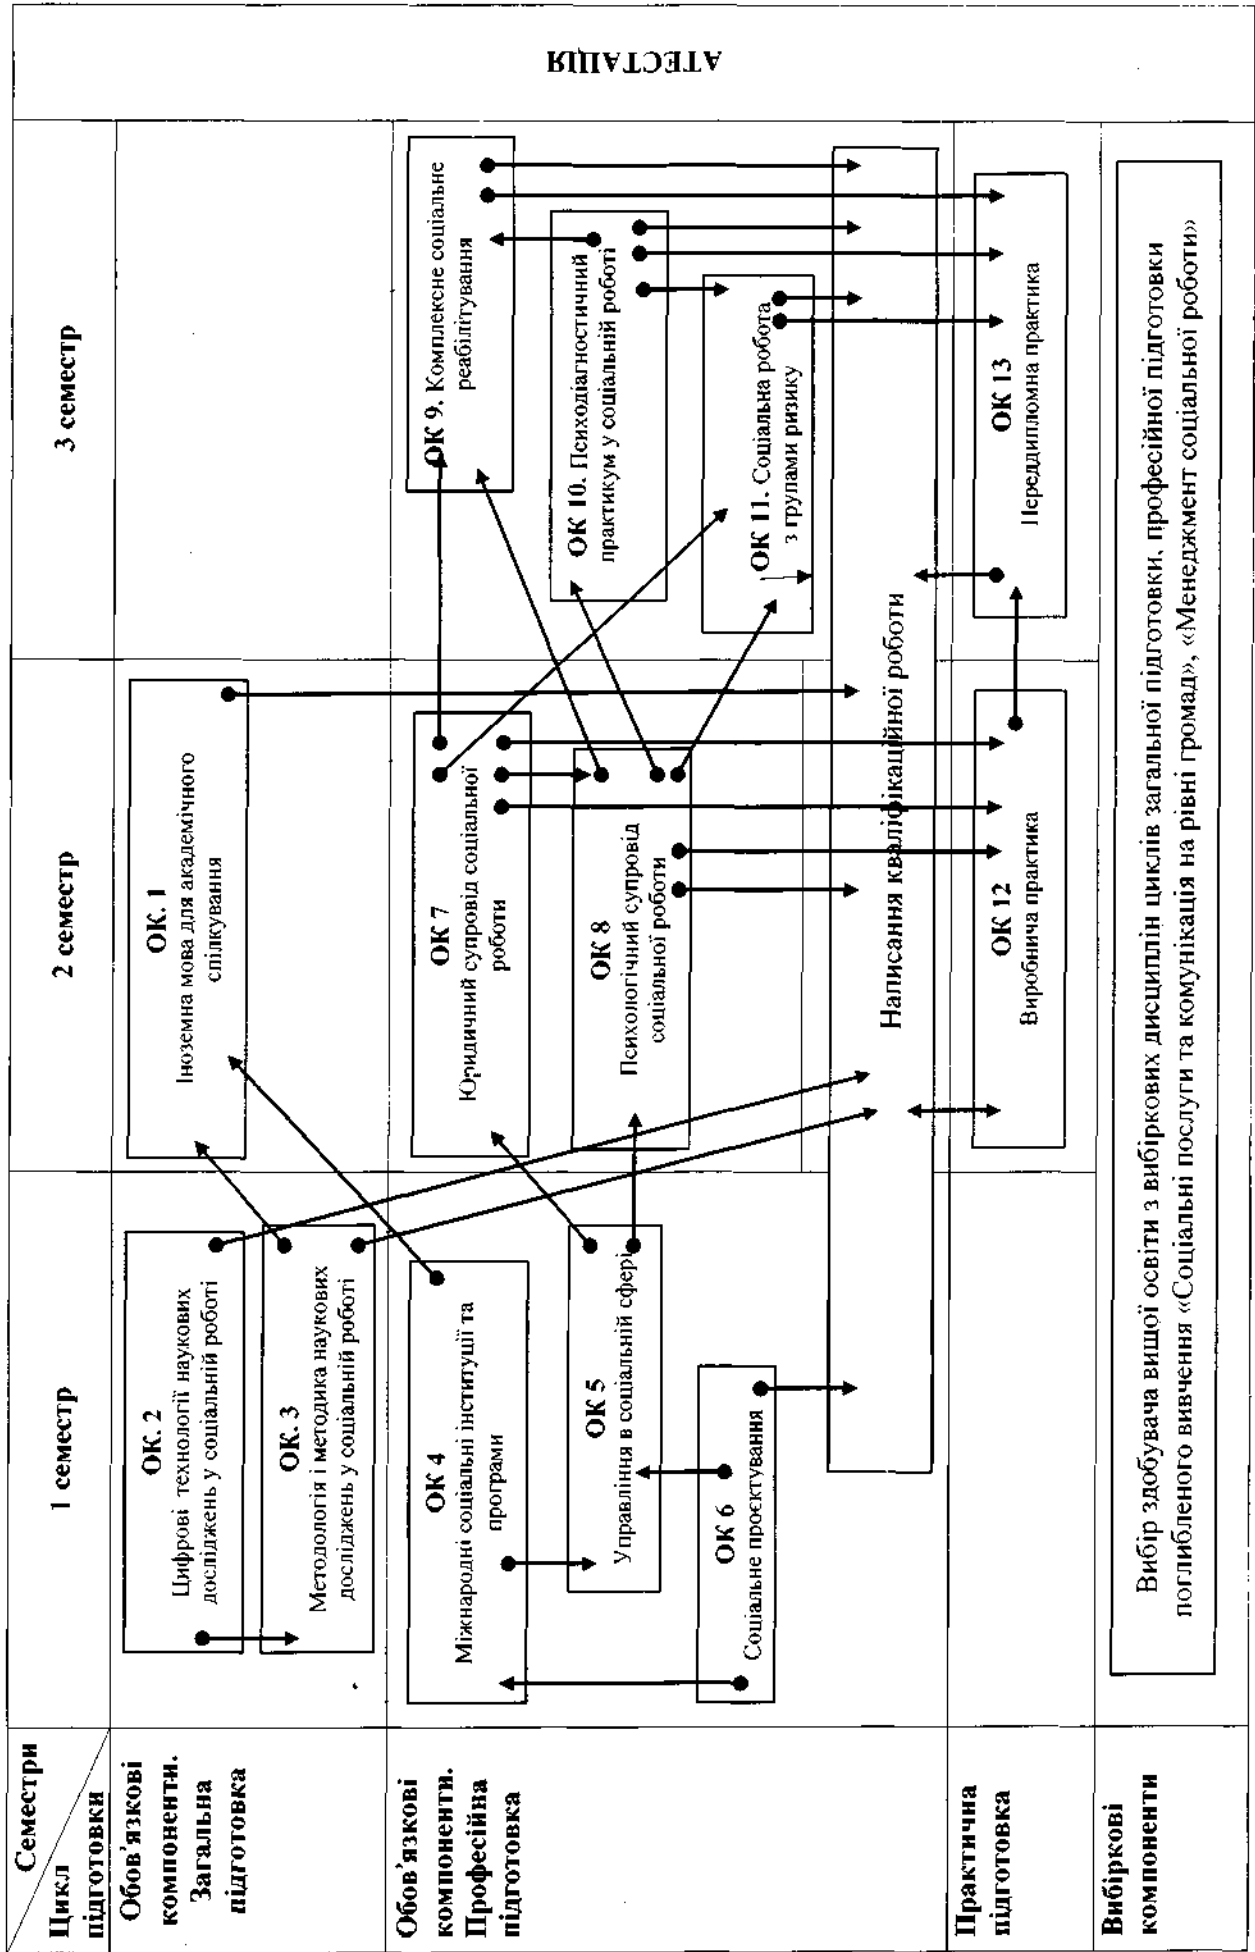 Семестри
Цикл
підготовки
1 семестр
2 семестр
3 семестр
АТЕСТАЦІЯ
Обов'язкові
компоненти.
Загальна
підготовка
ОК. 2
Цифрові технології наукових
досліджень у соціальній роботі
ОК. 3
Методологія і методика наукових
досліджень у соціальній роботі
ОК. 1
Іноземна мова для академічного
спілкування
Обов'язкові
компоненти.
Професійна
підготовка
ОК 4
Міжнародні соціальні інституції та
програми
ОК 5
Управління в соціальній сфері
ОК 6
Соціальне проєктування
ОК 7
Юридичний супровід соціальної
роботи
ОК 8
Психологічний супровід
соціальної роботи
ОК 9. Комплексне соціальне
реабілітування
ОК 10. Психодіагностичний
практикум у соціальній роботі
ОК 11. Соціальна робота
з групами ризику
Написання кваліфікаційної роботи
Практична
підготовка
ОК 12
Виробнича практика
ОК 13
Переддипломна практика
Вибіркові
компоненти
Вибір здобувача вищої освіти з вибіркових дисциплін циклів загальної підготовки, професійної підготовки
поглибленого вивчення «Соціальні послуги та комунікація на рівні громад», «Менеджмент соціальної роботи»